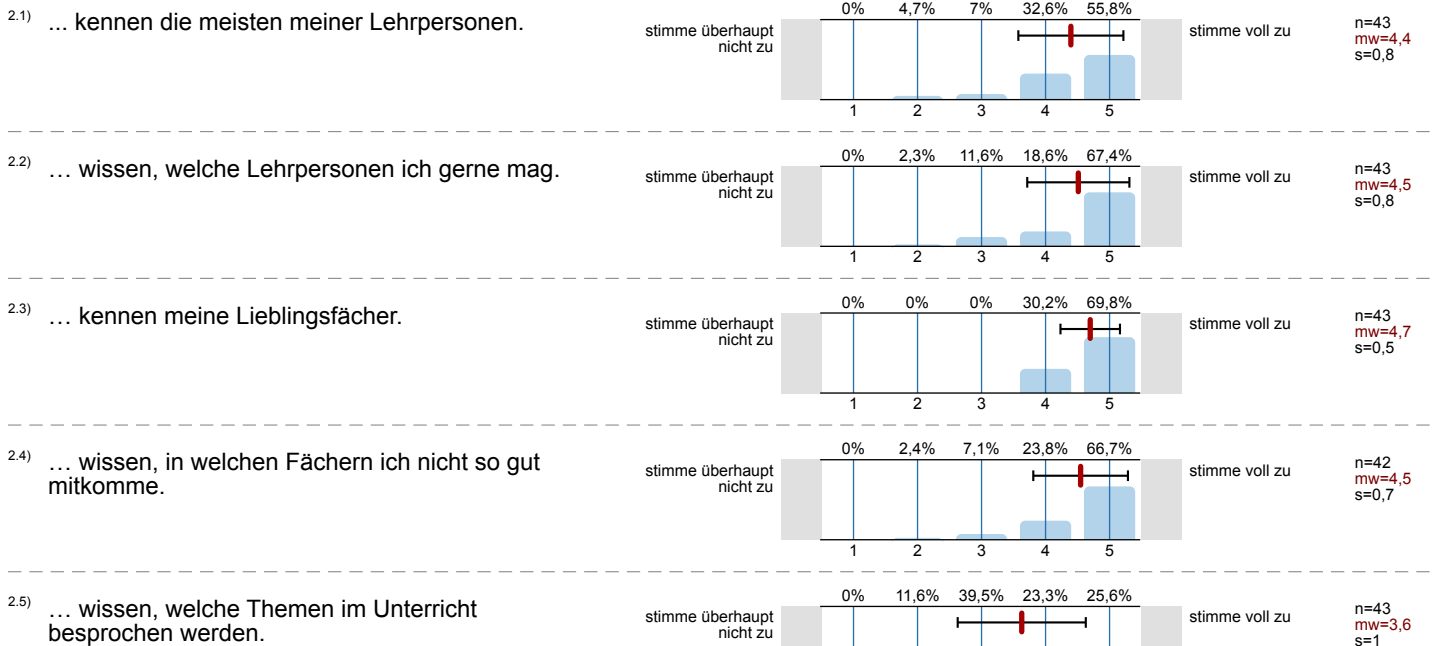 2.1) ... kennen die meisten meiner Lehrpersonen.
stimme überhaupt
nicht zu
0% 4,7% 7% 32,6% 55,8%
1 2 3 4 5
stimme voll zu
n=43
mw=4,4
s=0,8
2.2) … wissen, welche Lehrpersonen ich gerne mag.
stimme überhaupt
nicht zu
0% 2,3% 11,6% 18,6% 67,4%
1 2 3 4 5
stimme voll zu
n=43
mw=4,5
s=0,8
2.3) … kennen meine Lieblingsfächer.
stimme überhaupt
nicht zu
0% 0% 0% 30,2% 69,8%
1 2 3 4 5
stimme voll zu
n=43
mw=4,7
s=0,5
2.4) … wissen, in welchen Fächern ich nicht so gut
mitkomme.
stimme überhaupt
nicht zu
0% 2,4% 7,1% 23,8% 66,7%
1 2 3 4 5
stimme voll zu
n=42
mw=4,5
s=0,7
2.5) … wissen, welche Themen im Unterricht
besprochen werden.
stimme überhaupt
nicht zu
0% 11,6% 39,5% 23,3% 25,6%
stimme voll zu
n=43
mw=3,6
s=1